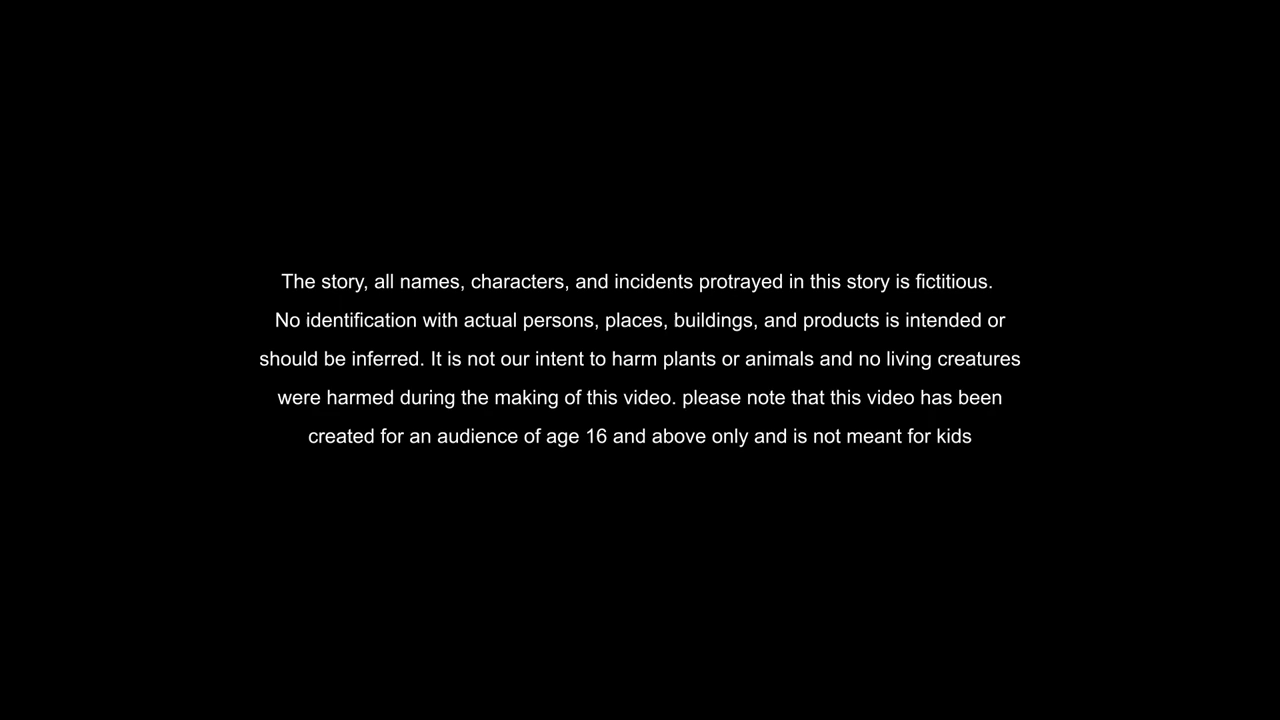 The story, all names, characters, and incidents protrayed in this story is fictitious.
No identification with actual persons, places, buildings, and products is intended or
should be inferred. It is not our intent to harm plants or animals and no living creatures
were harmed during the making of this video. please note that this video has been
created for an audience of age 16 and above only and is not meant for kids